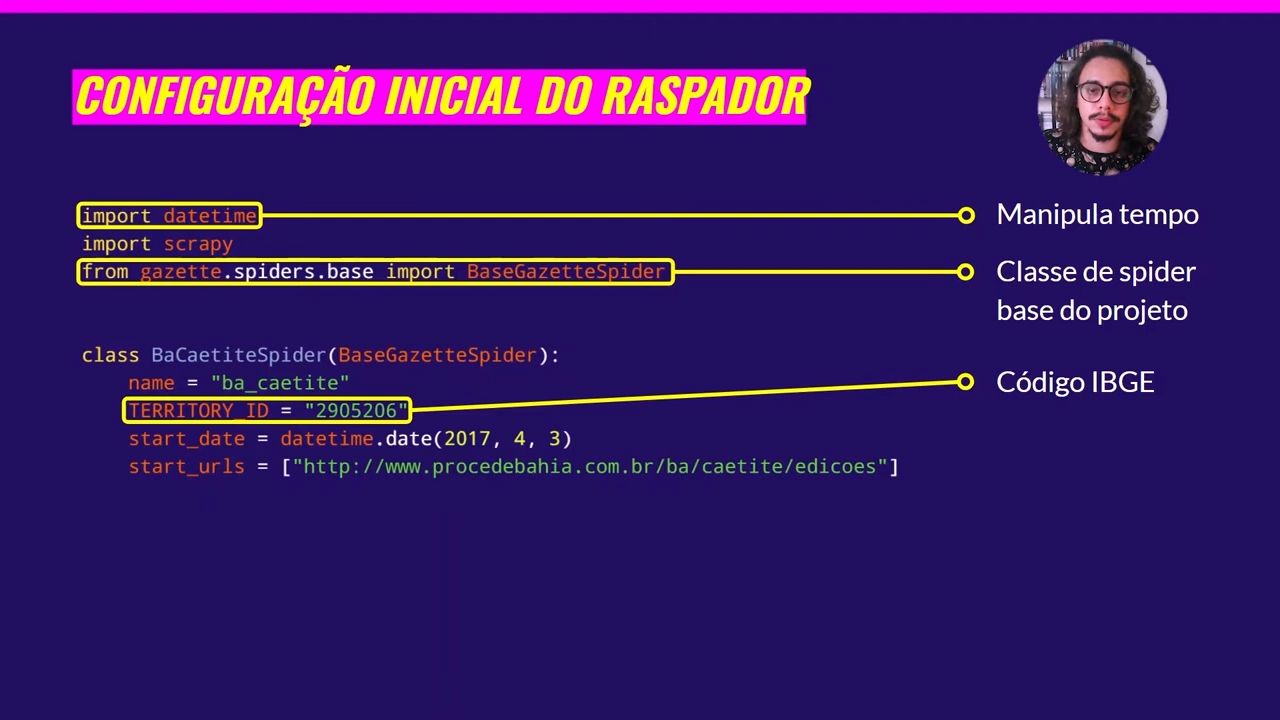 CONFIGURAÇÃO INICIAL DO RASPADOR
import datetime
Manipula tempo
import scrapy
from gazette.spiders.base import BaseGazetteSpider
Classe de spider
base do projeto
class BaCaetiteSpider(BaseGazetteSpider):
name = "ba_caetite"
TERRITORY_ID = "2905206"
Código IBGE
start_date = datetime.date(2017, 4, 3)
start_urls = ["http://www.procedebahia.com.br/ba/caetite/edicoes"]